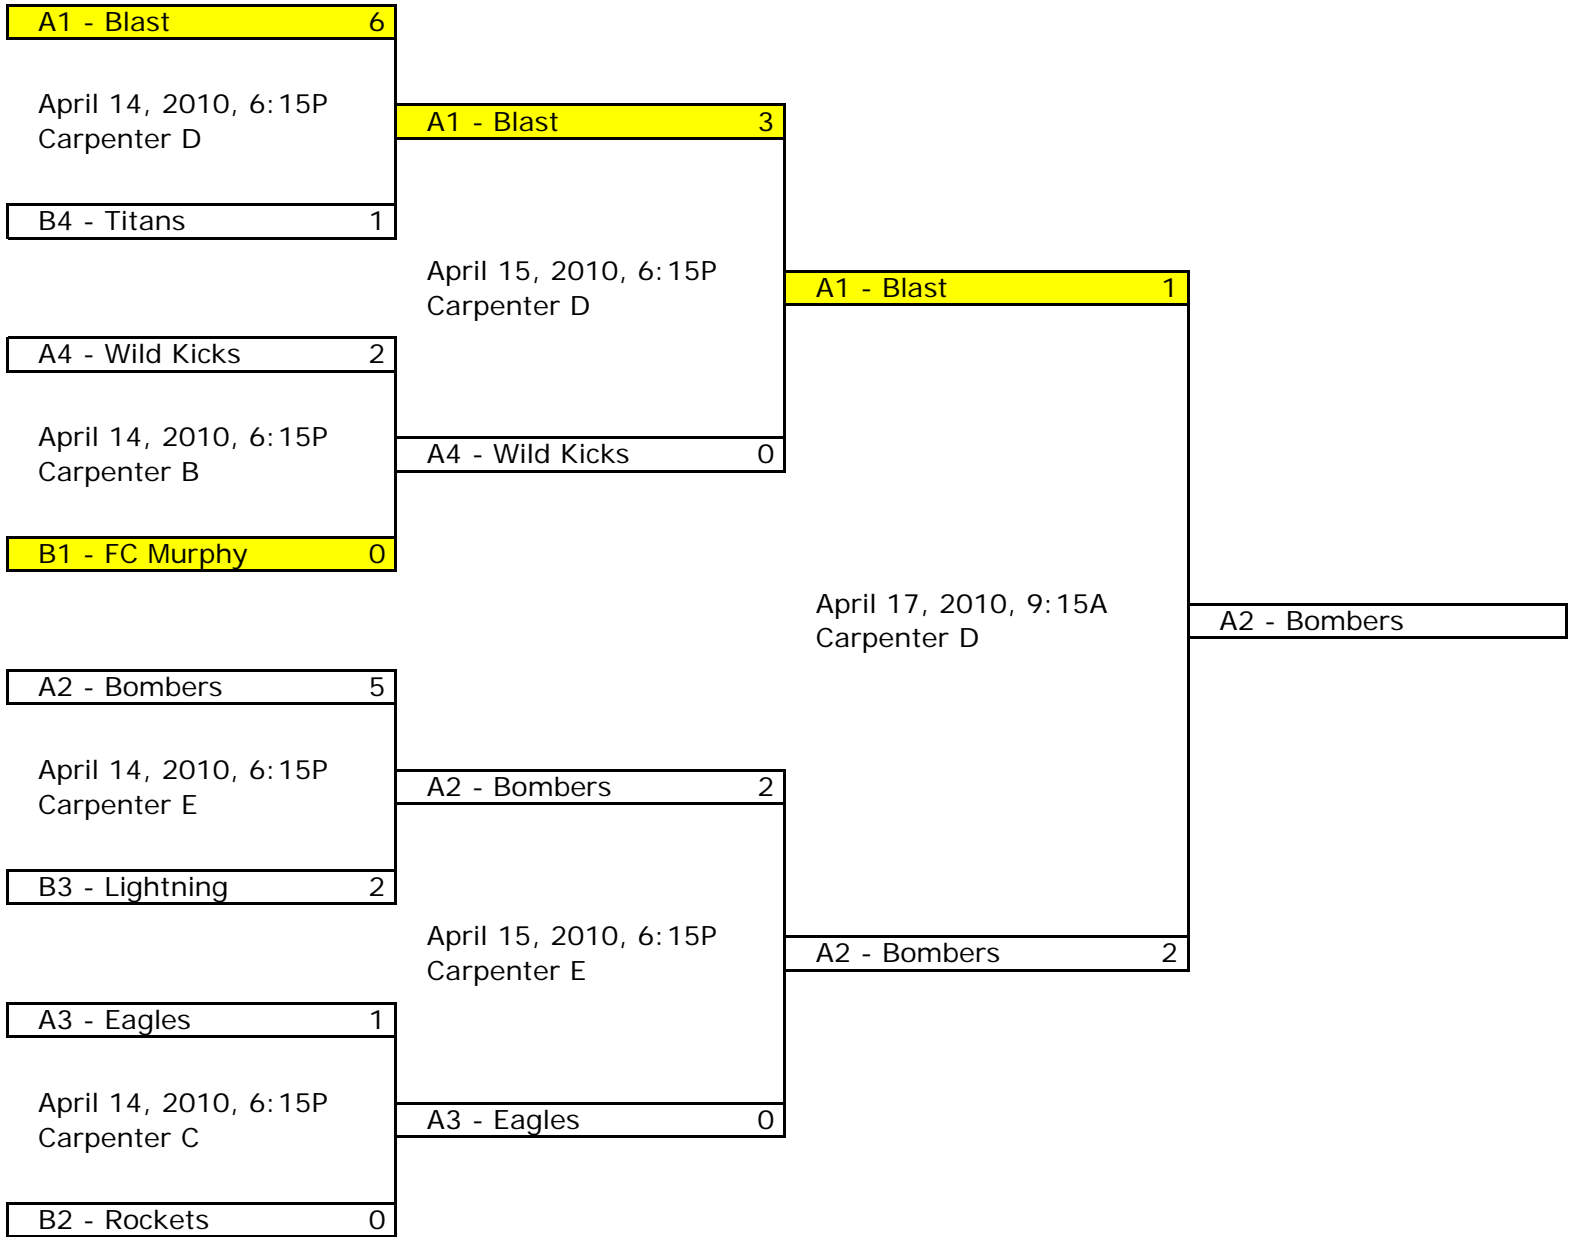 A1 - Blast 6
April 14, 2010, 6:15P
Carpenter D
B4 - Titans 1
A4 - Wild Kicks 2
April 14, 2010, 6:15P
Carpenter B
B1 - FC Murphy 0
A2 - Bombers 5
April 14, 2010, 6:15P
Carpenter E
B3 - Lightning 2
A3 - Eagles 1
April 14, 2010, 6:15P
Carpenter C
B2 - Rockets 0
A1 - Blast 3
April 15, 2010, 6:15P
Carpenter D
A4 - Wild Kicks 0
A2 - Bombers 2
April 15, 2010, 6:15P
Carpenter E
A3 - Eagles 0
A1 - Blast 1
April 17, 2010, 9:15A
Carpenter D
A2 - Bombers 2
A2 - Bombers